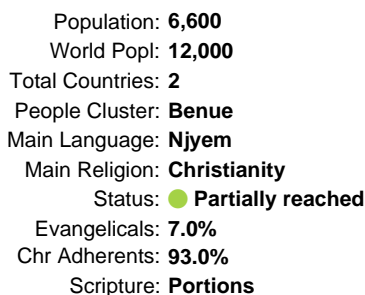 Population: 6,600
World Popl: 12,000
Total Countries: 2
People Cluster: Benue
Main Language: Njyem
Main Religion: Christianity
Status: Partially reached
Evangelicals: 7.0%
Chr Adherents: 93.0%
Scripture: Portions